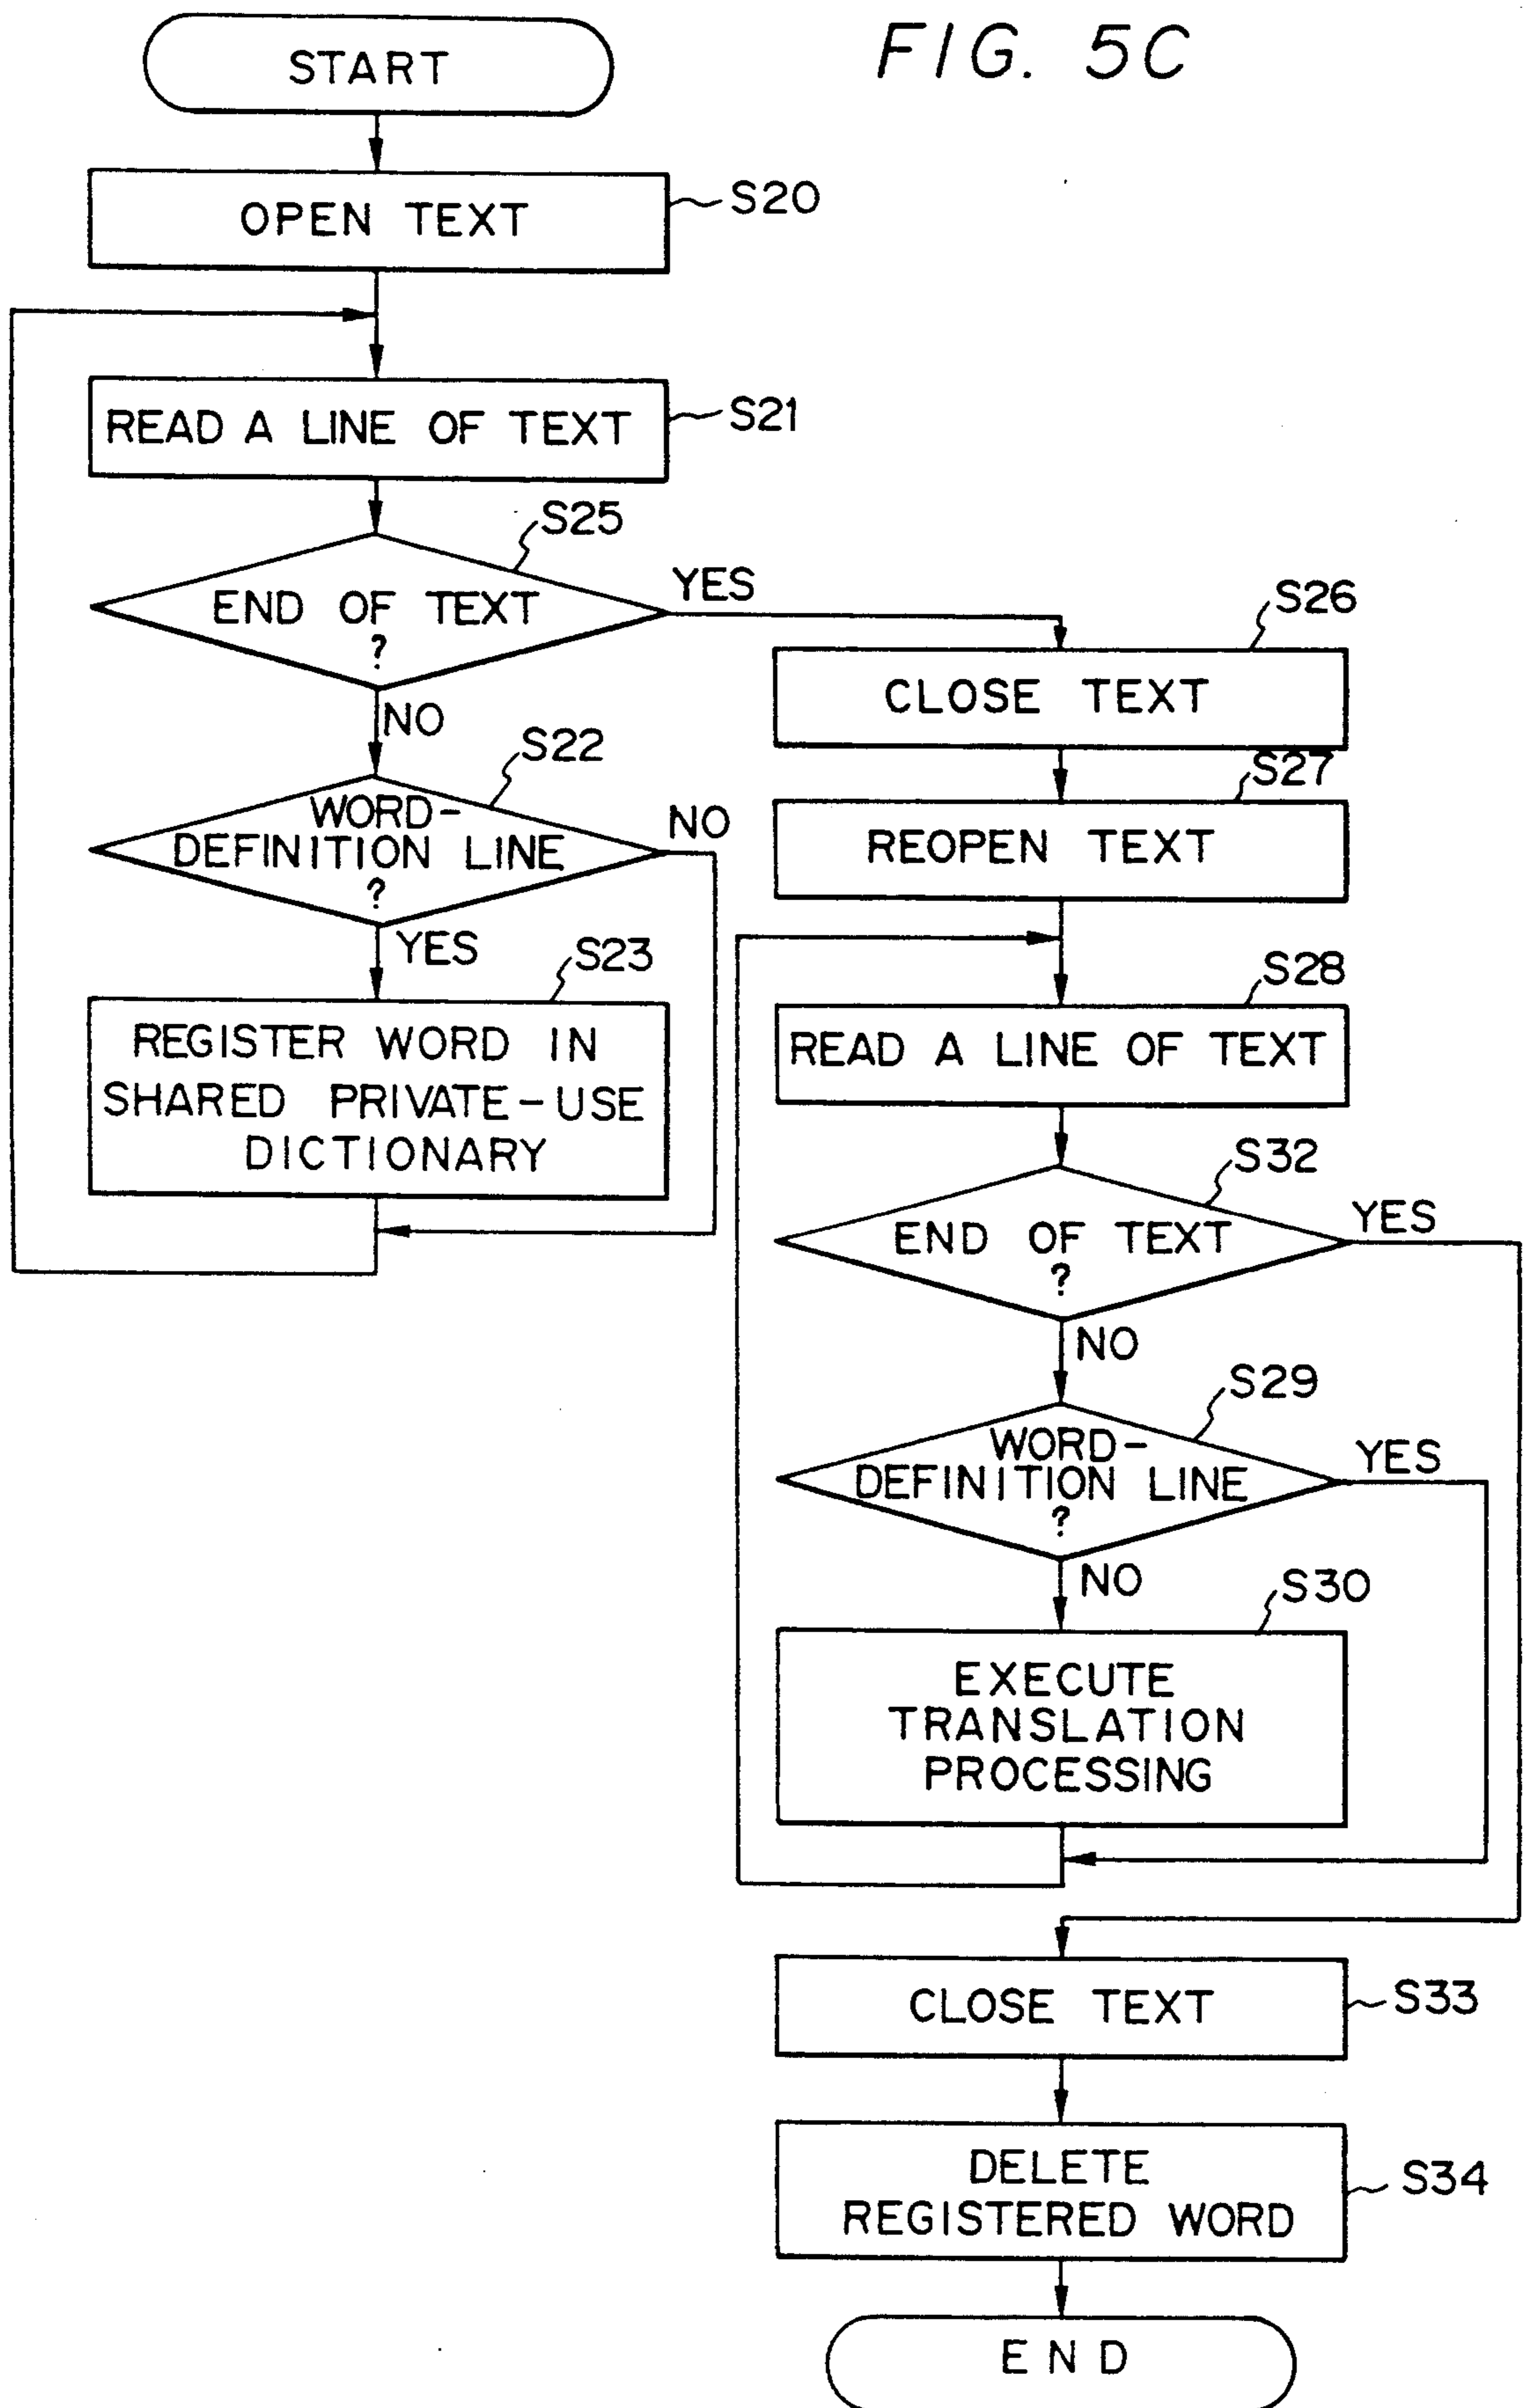 FIG. 5C
START
OPEN TEXT
S20
READ A LINE OF TEXT
S21
S25
END OF TEXT
?
YES
NO
S22
WORD-
DEFINITION LINE
?
NO
YES
S23
REGISTER WORD IN
SHARED PRIVATE-USE
DICTIONARY
S26
CLOSE TEXT
S27
REOPEN TEXT
S28
READ A LINE OF TEXT
S32
END OF TEXT
?
YES
NO
S29
WORD-
DEFINITION LINE
?
YES
NO
S30
EXECUTE
TRANSLATION
PROCESSING
CLOSE TEXT
S33
DELETE
REGISTERED WORD
S34
END